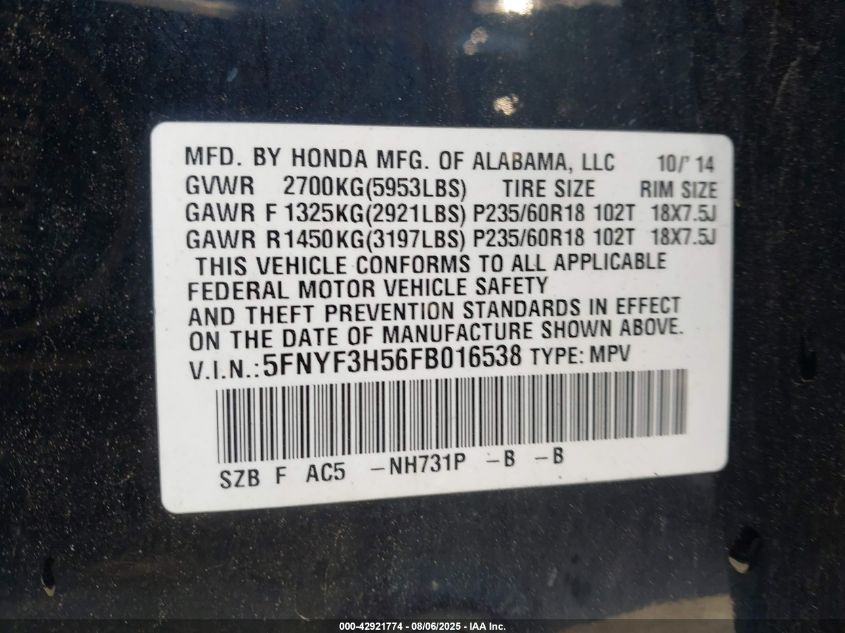 MFD. BY HONDA MFG. OF ALABAMA, LLC 10/'14
GVWR 2700KG(5953LBS) TIRE SIZE RIM SIZE
GAWR F 1325KG(2921LBS) P235/60R18 102T 18X7.5J
GAWR R 1450KG(3197LBS) P235/60R18 102T 18X7.5J
THIS VEHICLE CONFORMS TO ALL APPLICABLE
FEDERAL MOTOR VEHICLE SAFETY
AND THEFT PREVENTION STANDARDS IN EFFECT
ON THE DATE OF MANUFACTURE SHOWN ABOVE.
V.I.N.:5FNYF3H56FB016538 TYPE: MPV
SZB F AC5 -NH731P -B -B
000-42921774 - 08/06/2025 - IAA Inc.